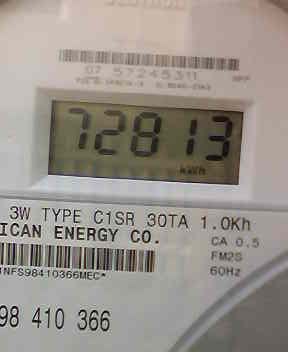 07 57245311
72813
kWh
3W TYPE C1SR 30TA 1.0Kh
ICAN ENERGY CO.
CA 0.5
FM2S
NFS98410366MEC*
60Hz
98 410 366